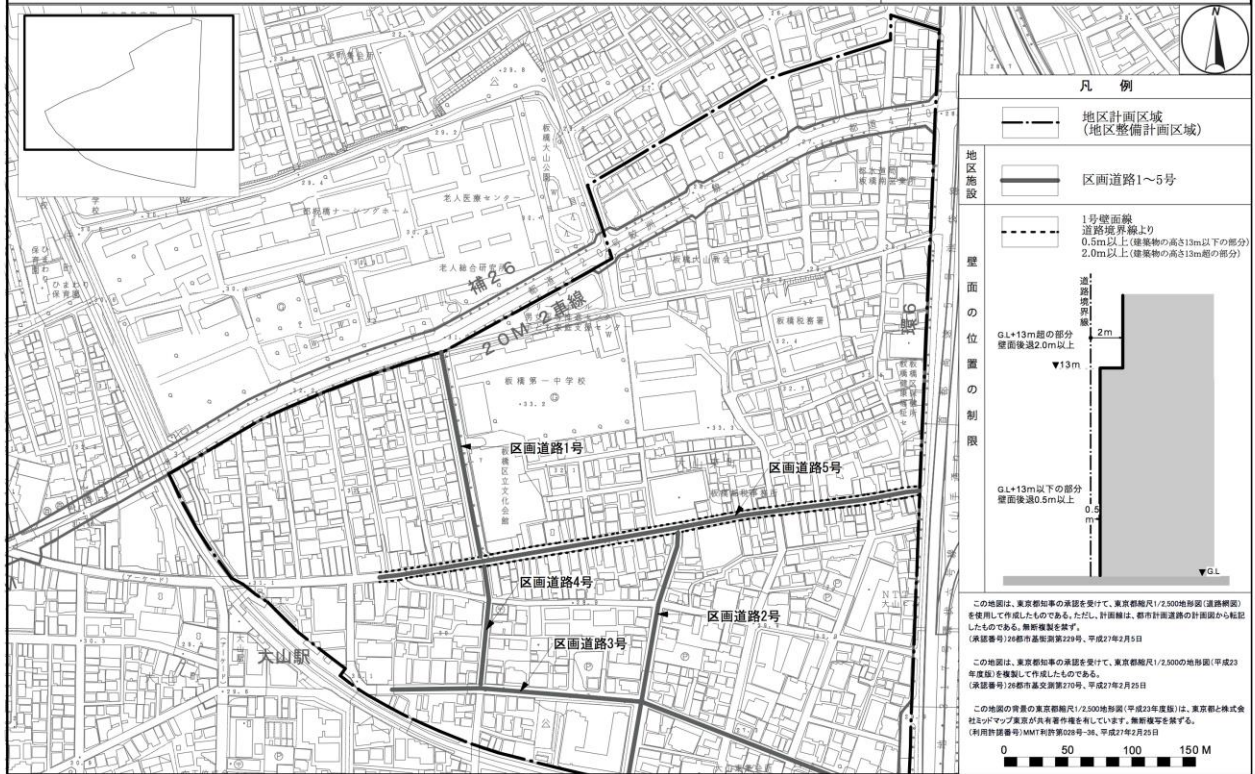 N
凡 例
地区計画区域
(地区整備計画区域)
地区施設
区画道路1~5号
壁面の位置の制限
1号壁面線
道路境界線より
0.5m以上(建築物の高さ13m以下の部分)
2.0m以上(建築物の高さ13m超の部分)
道路境界線
2m
G.L+13m超の部分
壁面後退2.0m以上
▼13m
G.L+13m以下の部分
壁面後退0.5m以上
0.5
m
▼G.L
この地図は、東京都知事の承認を受けて、東京都縮尺1/2,500地形図(道路網図)
を使用して作成したものである。ただし、計画線は、都市計画道路の計画図から転記
したものである。無断複製を禁ず。
(承認番号)26都市基街測第229号、平成27年2月5日
この地図は、東京都知事の承認を受けて、東京都縮尺1/2,500の地形図(平成23
年度版)を複製して作成したものである。
(承認番号)26都市基交測第270号、平成27年2月25日
この地図の背景の東京都縮尺1/2,500地形図(平成23年度版)は、東京都と株式会
社ミッドマップ東京が共有著作権を有しています。無断複写を禁ずる。
(利用許諾番号)MMT利許第028号-38、平成27年2月25日
0 50 100 150 M
板橋大山公園
老人医療センター
都板橋ナーシングホーム
老人総合研究所
ひまわり
保育園
補26
20M 2車線
板橋大山教会
板橋税務署
環6
板橋第一中学校
区画道路1号
板橋区立文化会館
区画道路5号
区画道路4号
区画道路2号
区画道路3号
(アーケード)
大山駅